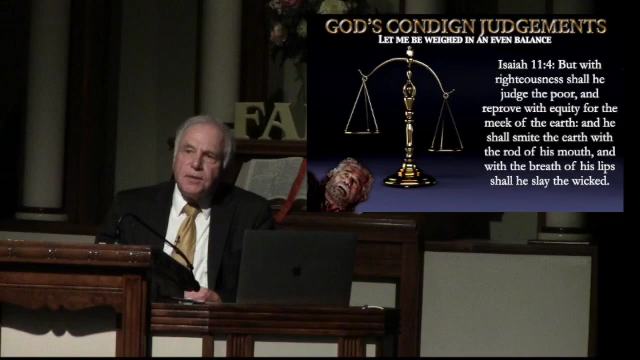 GOD'S CONDIGN JUDGEMENTS
LET ME BE WEIGHED IN AN EVEN BALANCE
Isaiah 11:4: But with
righteousness shall he
judge the poor, and
reprove with equity for the
meek of the earth: and he
shall smite the earth with
the rod of his mouth, and
with the breath of his lips
shall he slay the wicked.
FA